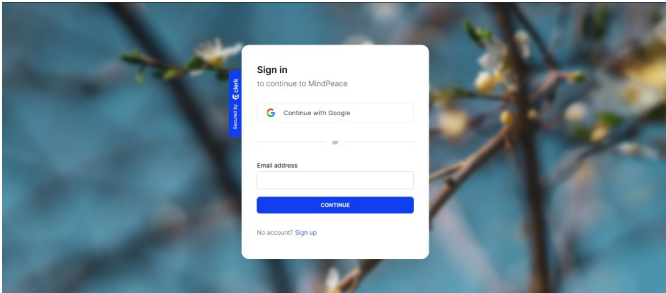 Sign in
to continue to MindPeace
Secured by clerk
Continue with Google
or
Email address
CONTINUE
No account? Sign up